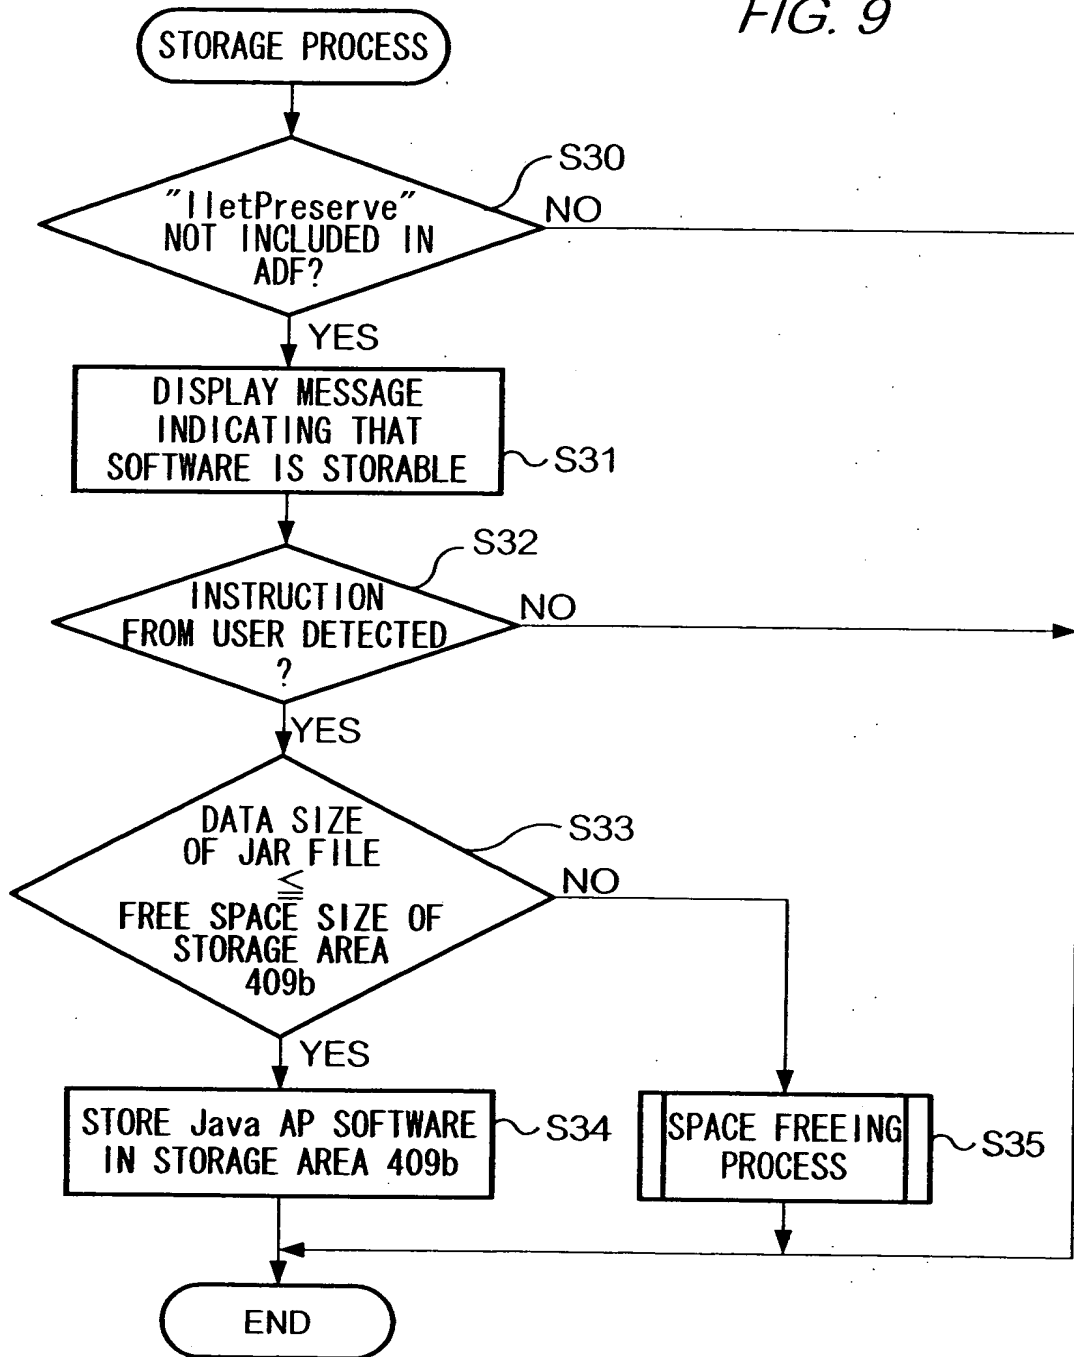 FIG. 9
STORAGE PROCESS
S30
"IletPreserve"
NOT INCLUDED IN
ADF?
NO
YES
DISPLAY MESSAGE
INDICATING THAT
SOFTWARE IS STORABLE
S31
S32
INSTRUCTION
FROM USER DETECTED
?
NO
YES
S33
DATA SIZE
OF JAR FILE
≦
FREE SPACE SIZE OF
STORAGE AREA
409b
NO
YES
STORE Java AP SOFTWARE
IN STORAGE AREA 409b
S34
SPACE FREEING
PROCESS
S35
END